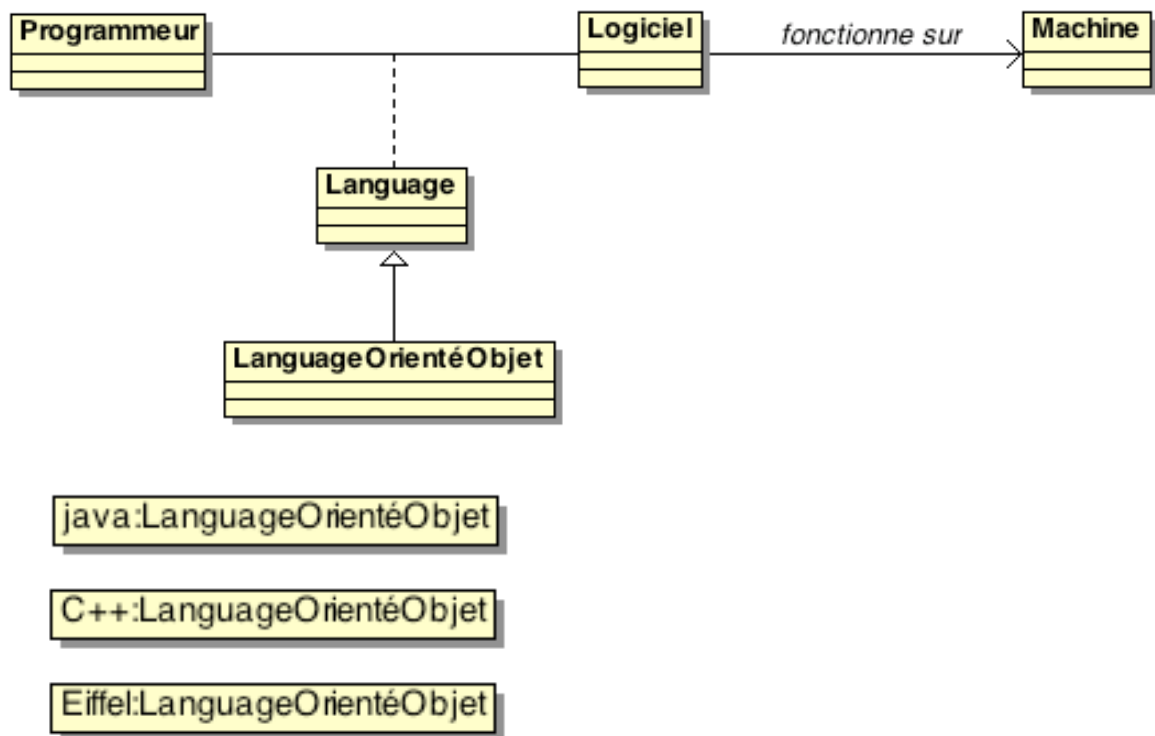 Programmeur
Logiciel
fonctionne sur
Machine
Language
LanguageOrientéObjet
java:LanguageOrientéObjet
C++:LanguageOrientéObjet
Eiffel:LanguageOrientéObjet